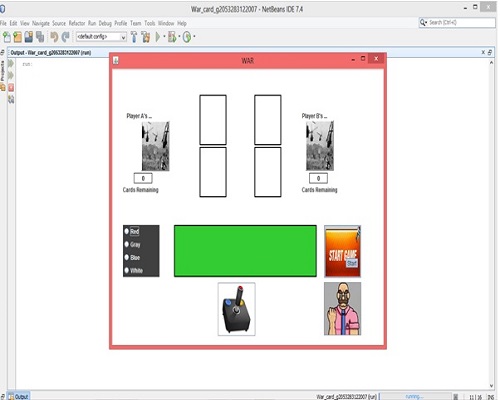 War_card_g2053283122007 - NetBeans IDE 7.4
File Edit View Navigate Source Refactor Run Debug Profile Team Tools Window Help
Search (Ctrl+I)
<default config>
Output - War_card_g2053283122007 (run)
Projects
run:
WAR
Player A's ...
Player B's ...
0
0
Cards Remaining
Cards Remaining
Red
Gray
Blue
White
START GAME
Start
Output
War_card_g2053283122007 (run)
running...
11 | 16
INS